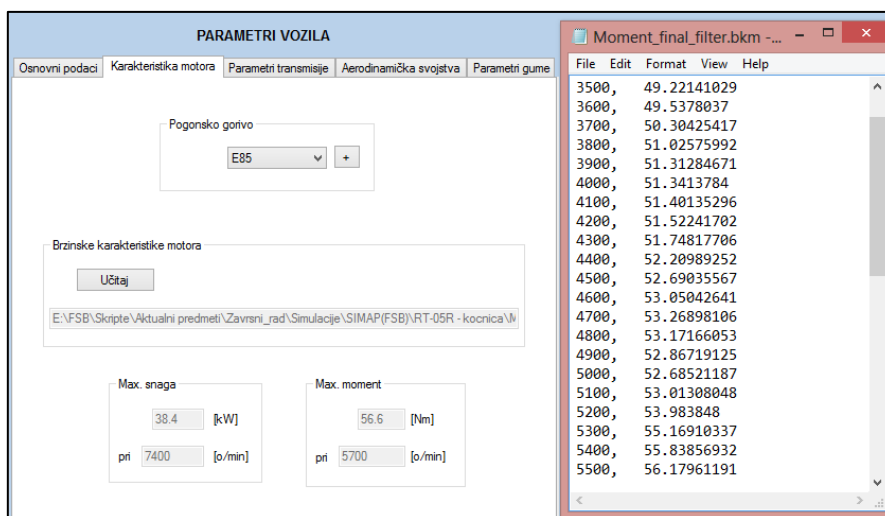 PARAMETRI VOZILA
Osnovni podaci Karakteristika motora Parametri transmisije Aerodinamička svojstva Parametri gume
Pogonsko gorivo
E85 +
Brzinske karakteristike motora
Učitaj
E:\FSB\Skripte\Aktualni predmeti\Zavrsni_rad\Simulacije\SIMAP(FSB)\RT-05R - kocnica\M
Max. snaga
38.4 [kW]
pri 7400 [o/min]
Max. moment
56.6 [Nm]
pri 5700 [o/min]
Moment_final_filter.bkm -...
File Edit Format View Help
3500, 49.22141029
3600, 49.5378037
3700, 50.30425417
3800, 51.02575992
3900, 51.31284671
4000, 51.3413784
4100, 51.40135296
4200, 51.52241702
4300, 51.74817706
4400, 52.20989252
4500, 52.69035567
4600, 53.05042641
4700, 53.26898106
4800, 53.17166053
4900, 52.86719125
5000, 52.68521187
5100, 53.01308048
5200, 53.983848
5300, 55.16910337
5400, 55.83856932
5500, 56.17961191